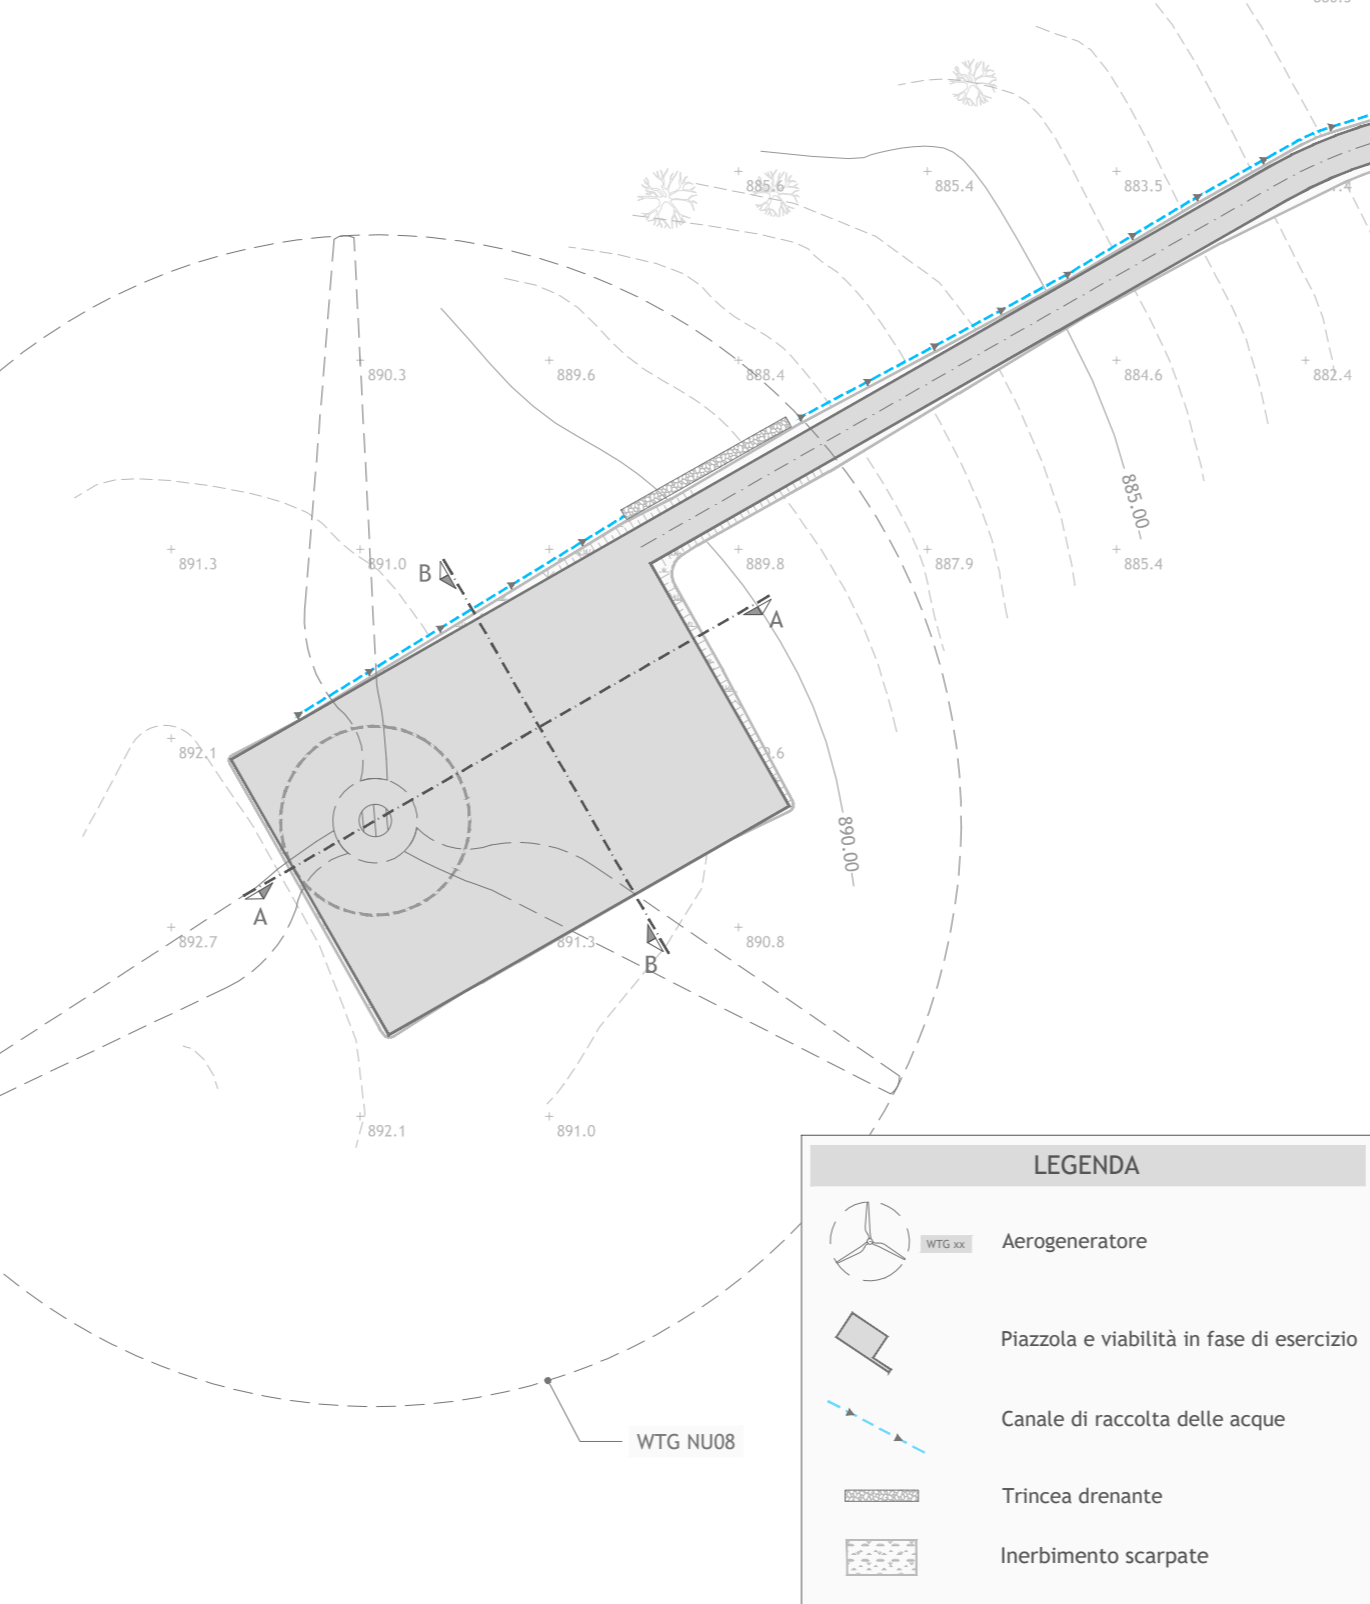 885.6
885.4
883.5
890.3
889.6
888.4
884.6
882.4
885.00
891.3
891.0
B
889.8
887.9
885.4
A
892.1
890.00
A
892.7
891.3
B
890.8
892.1
891.0
LEGENDA
WTG xx
Aerogeneratore
Piazzola e viabilità in fase di esercizio
Canale di raccolta delle acque
WTG NU08
Trincea drenante
Inerbimento scarpate